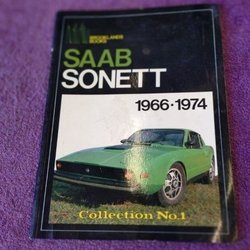 BROOKLANDS
BOOKS
SAAB
SONETT
1966·1974
Collection No.1